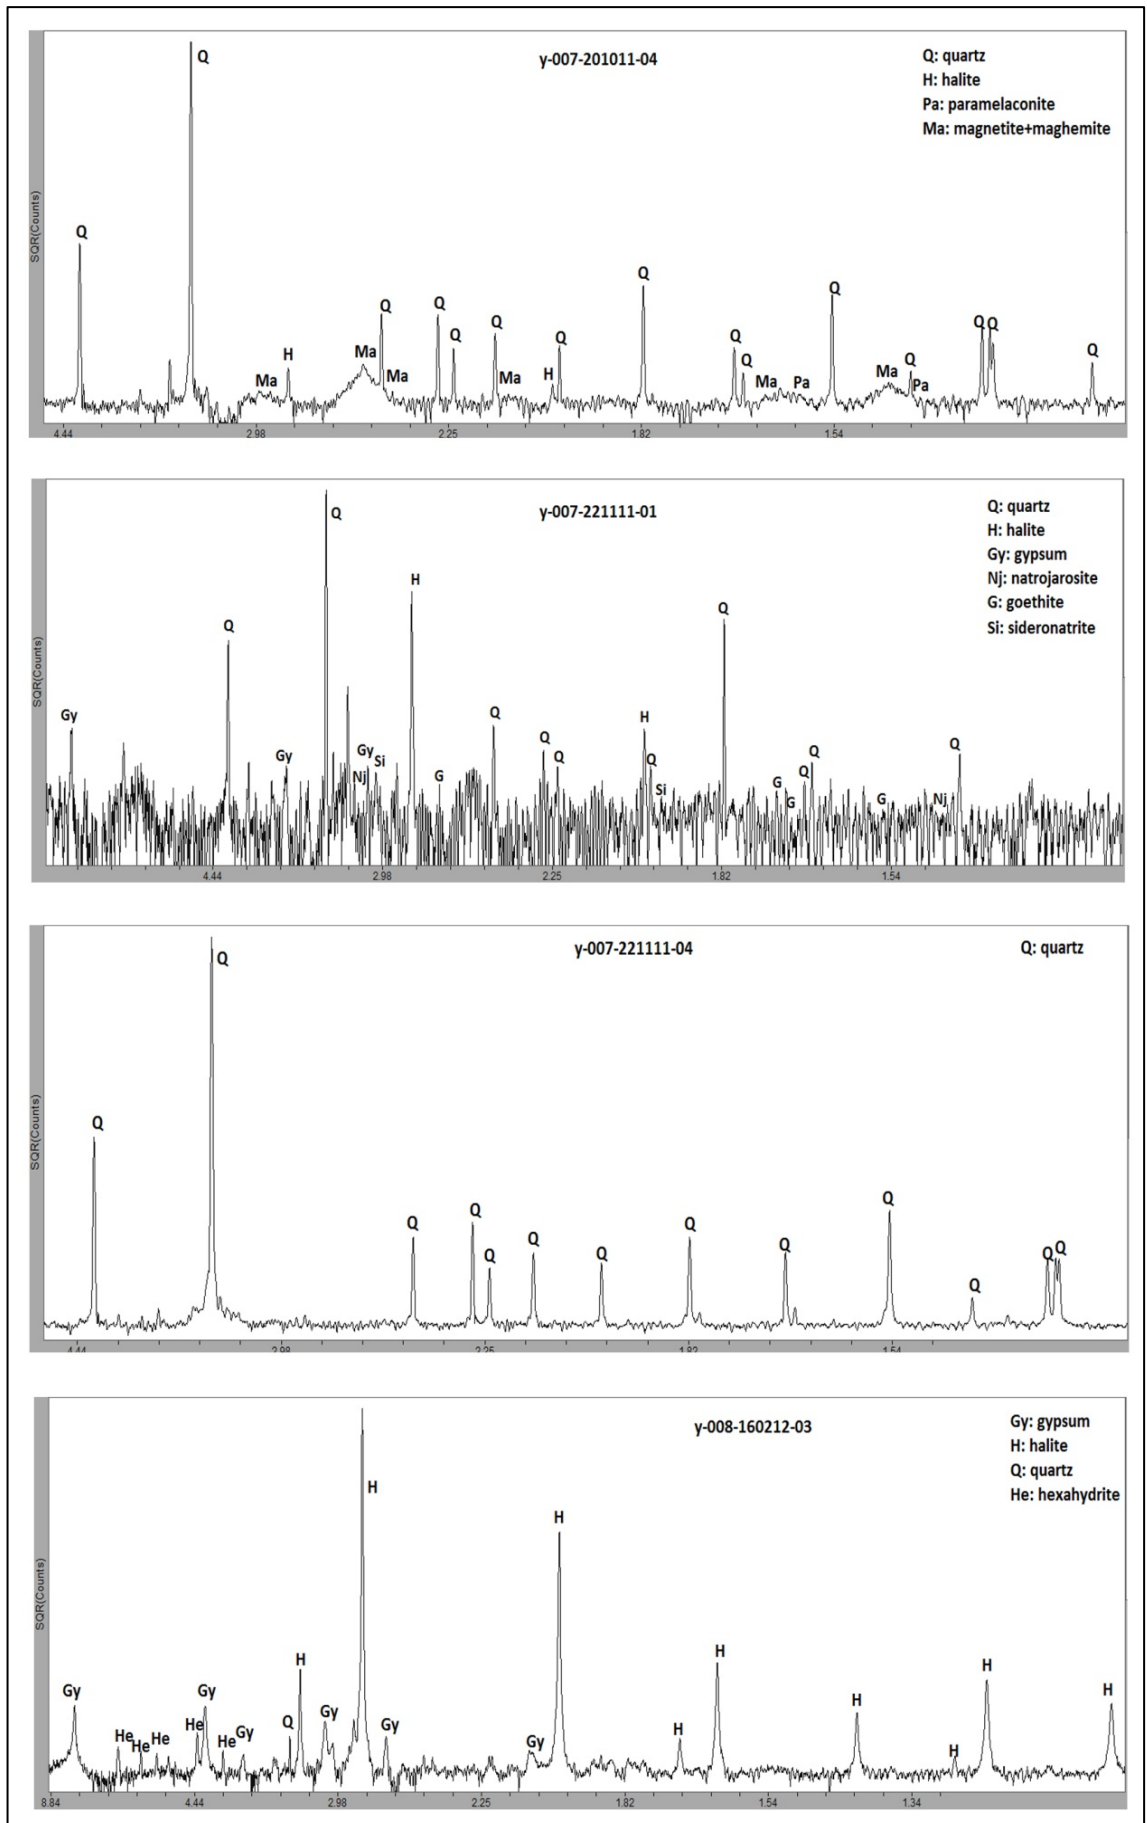 y-007-201011-04
Q: quartz
H: halite
Pa: paramelaconite
Ma: magnetite+maghemite
SQR(Counts)
Q
Q
Ma
H
Ma
Q
Ma
Q
Q
Q
Ma
H
Q
Q
Q
Q
Ma
Pa
Q
Ma
Q
Pa
Q
Q
Q
4.44 2.98 2.25 1.82 1.54
y-007-221111-01
Q: quartz
H: halite
Gy: gypsum
Nj: natrojarosite
G: goethite
Si: sideronatrite
SQR(Counts)
Gy
Q
Gy
Q
Nj
Gy
Si
H
G
Q
Q
Q
H
Q
Si
Q
G
G
Q
Q
G
Nj
Q
4.44 2.98 2.25 1.82 1.54
y-007-221111-04
Q: quartz
SQR(Counts)
Q
Q
Q
Q
Q
Q
Q
Q
Q
Q
Q
Q
Q
4.44 2.98 2.25 1.82 1.54
y-008-160212-03
Gy: gypsum
H: halite
Q: quartz
He: hexahydrite
SQR(Counts)
Gy
He
He
He
He
Gy
He
Gy
Q
H
Gy
H
Gy
Gy
H
H
H
H
H
H
H
8.84 4.44 2.98 2.25 1.82 1.54 1.34